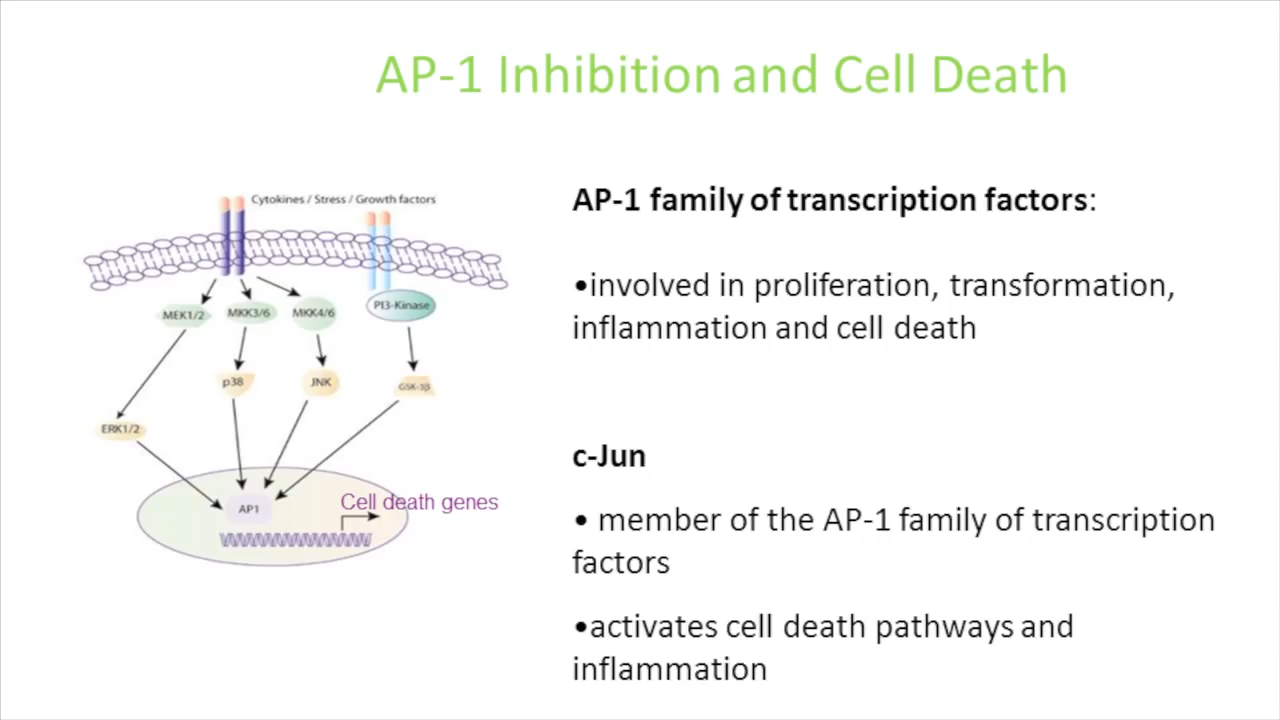 AP-1 Inhibition and Cell Death
Cytokines / Stress / Growth factors
MEK1/2
MKK3/6
MKK4/6
PI3-Kinase
p38
JNK
GSK-3β
ERK1/2
AP1
Cell death genes
AP-1 family of transcription factors:
•involved in proliferation, transformation,
inflammation and cell death
c-Jun
• member of the AP-1 family of transcription
factors
•activates cell death pathways and
inflammation